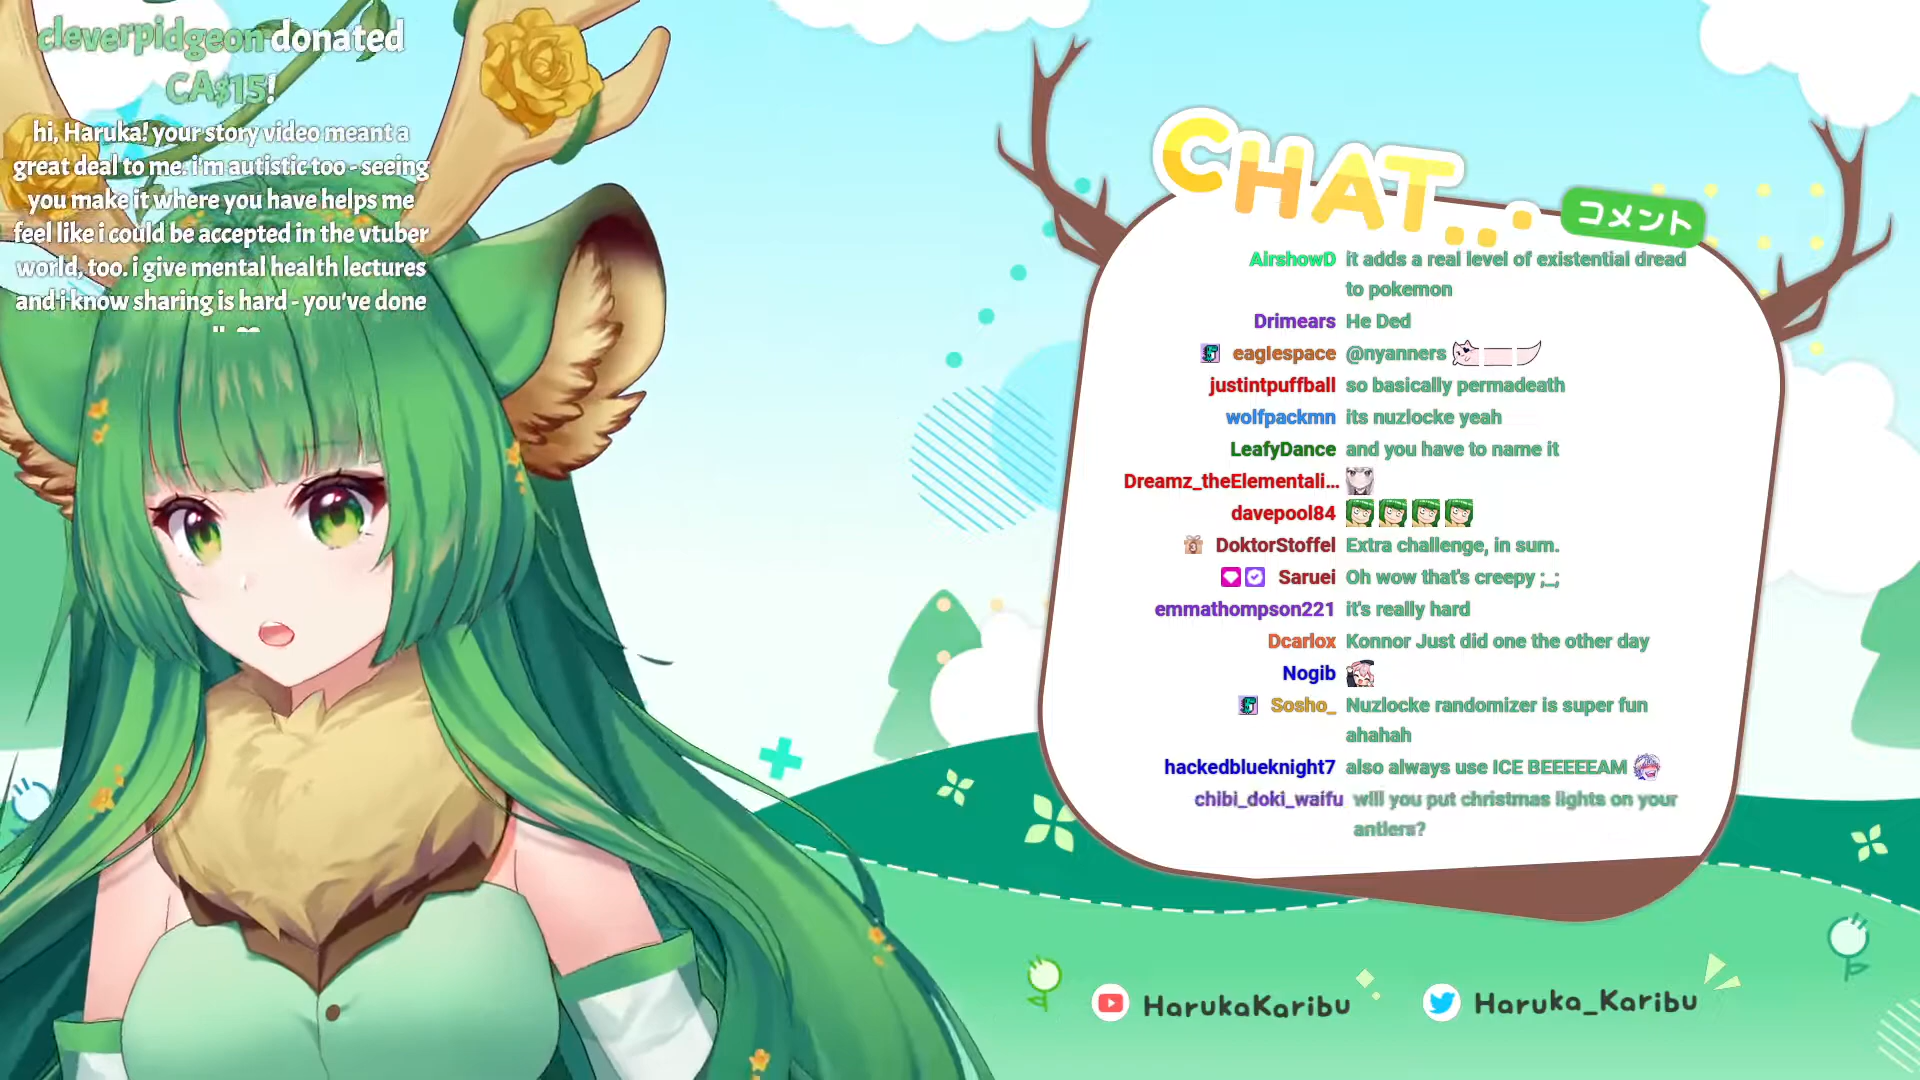 cleverpidgeon donated
CA$15!
hi, Haruka! your story video meant a
great deal to me. i'm autistic too - seeing
you make it where you have helps me
feel like i could be accepted in the vtuber
world, too. i give mental health lectures
and i know sharing is hard - you've done
CHAT...
コメント
AirshowD it adds a real level of existential dread
to pokemon
Drimears He Ded
eaglespace @nyanners
justintpuffball so basically permadeath
wolfpackmn its nuzlocke yeah
LeafyDance and you have to name it
Dreamz_theElementali...
davepool84
DoktorStoffel Extra challenge, in sum.
Saruei Oh wow that's creepy ;_;
emmathompson221 it's really hard
Dcarlox Konnor Just did one the other day
Nogib
Sosho_ Nuzlocke randomizer is super fun
ahahah
hackedblueknight7 also always use ICE BEEEEEAM
chibi_doki_waifu will you put christmas lights on your
antlers?
HarukaKaribu
Haruka_Karibu